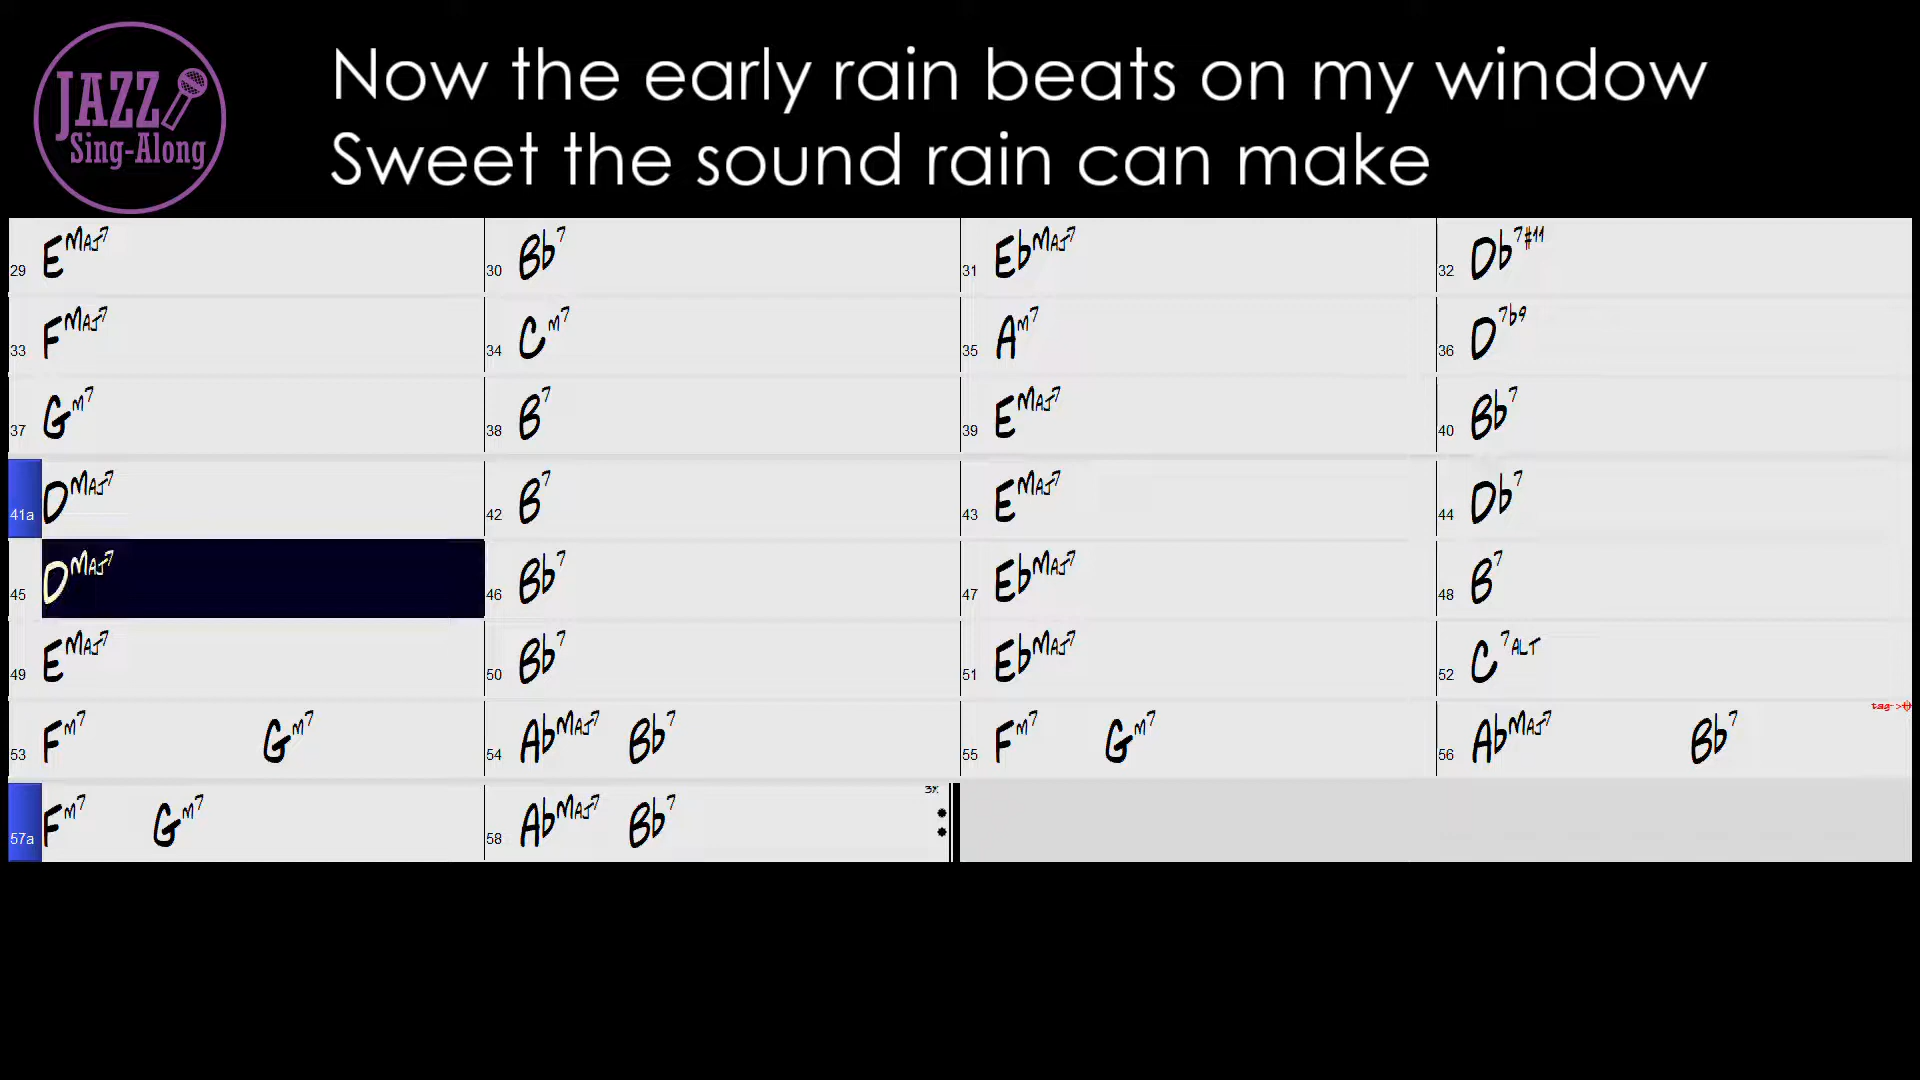 JAZZ
Sing-Along
Now the early rain beats on my window
Sweet the sound rain can make
29 EMAJ7 30 Bb7 31 EbMAJ7 32 Db7#11
33 FMAJ7 34 Cm7 35 Am7 36 D7b9
37 Gm7 38 B7 39 EMAJ7 40 Bb7
41a DMAJ7 42 B7 43 EMAJ7 44 Db7
45 DMAJ7 46 Bb7 47 EbMAJ7 48 B7
49 EMAJ7 50 Bb7 51 EbMAJ7 52 C7ALT
tag->
53 Fm7 Gm7 54 AbMAJ7 Bb7 55 Fm7 Gm7 56 AbMAJ7 Bb7
3x
57a Fm7 Gm7 58 AbMAJ7 Bb7